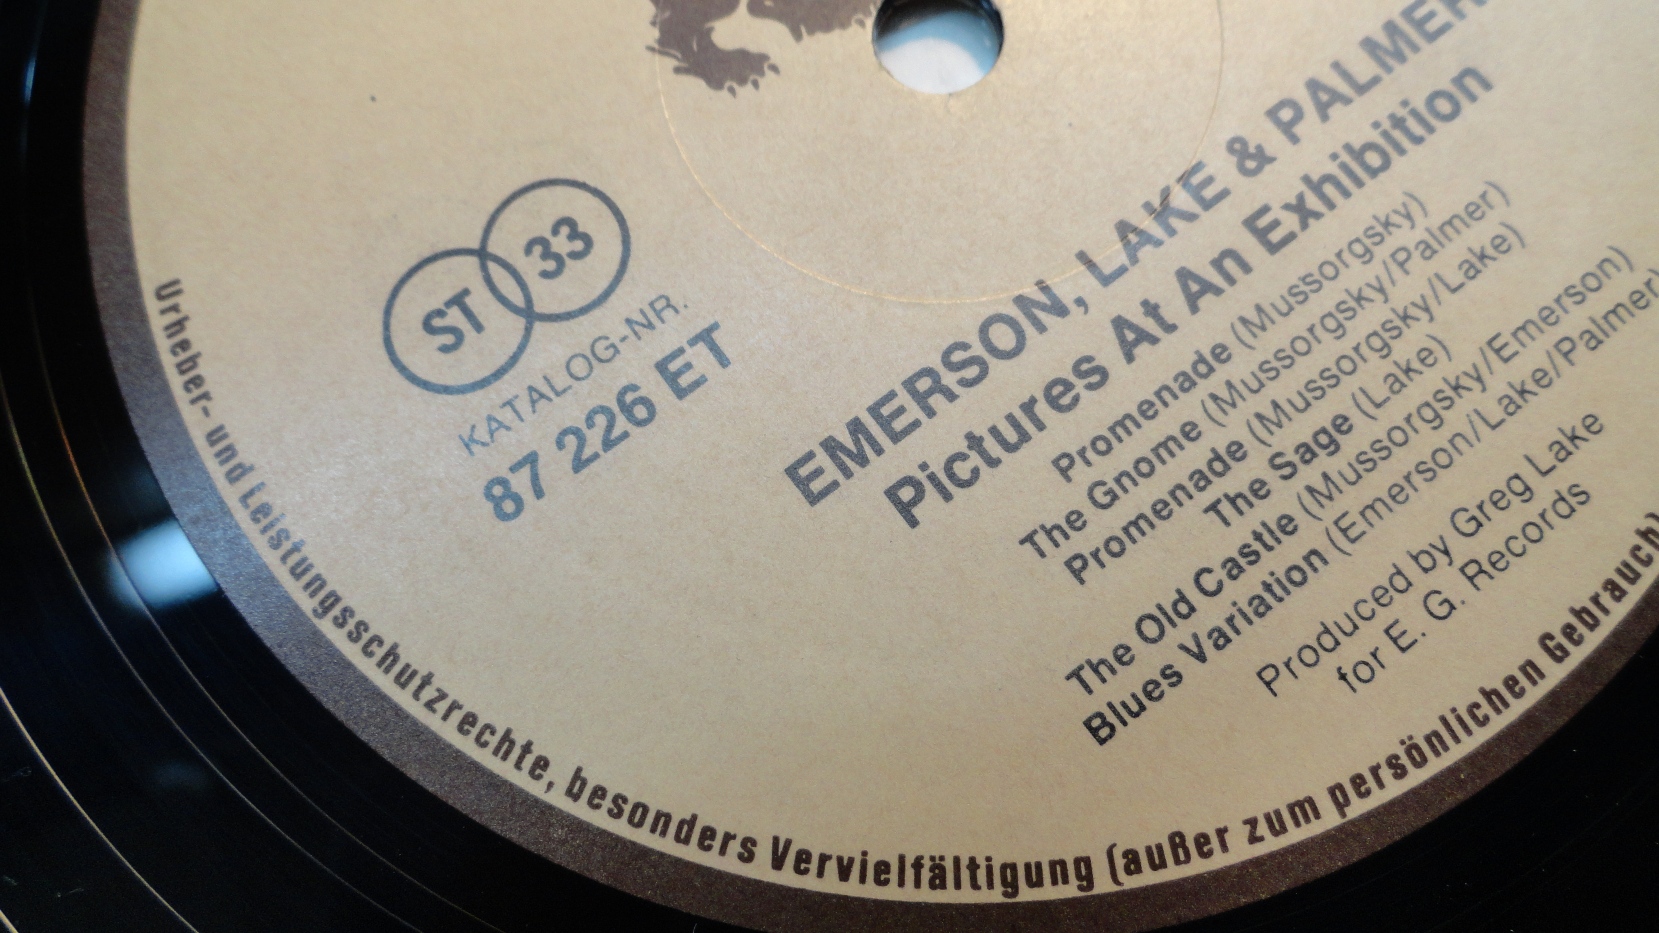 ST 33
KATALOG-NR.
87 226 ET
EMERSON, LAKE & PALMER
Pictures At An Exhibition
Promenade (Mussorgsky)
The Gnome (Mussorgsky/Palmer)
Promenade (Mussorgsky/Lake)
The Sage (Lake)
The Old Castle (Mussorgsky/Emerson)
Blues Variation (Emerson/Lake/Palmer)
Produced by Greg Lake
for E. G. Records
Urheber- und Leistungsschutzrechte, besonders Vervielfältigung (außer zum persönlichen Gebrauch)